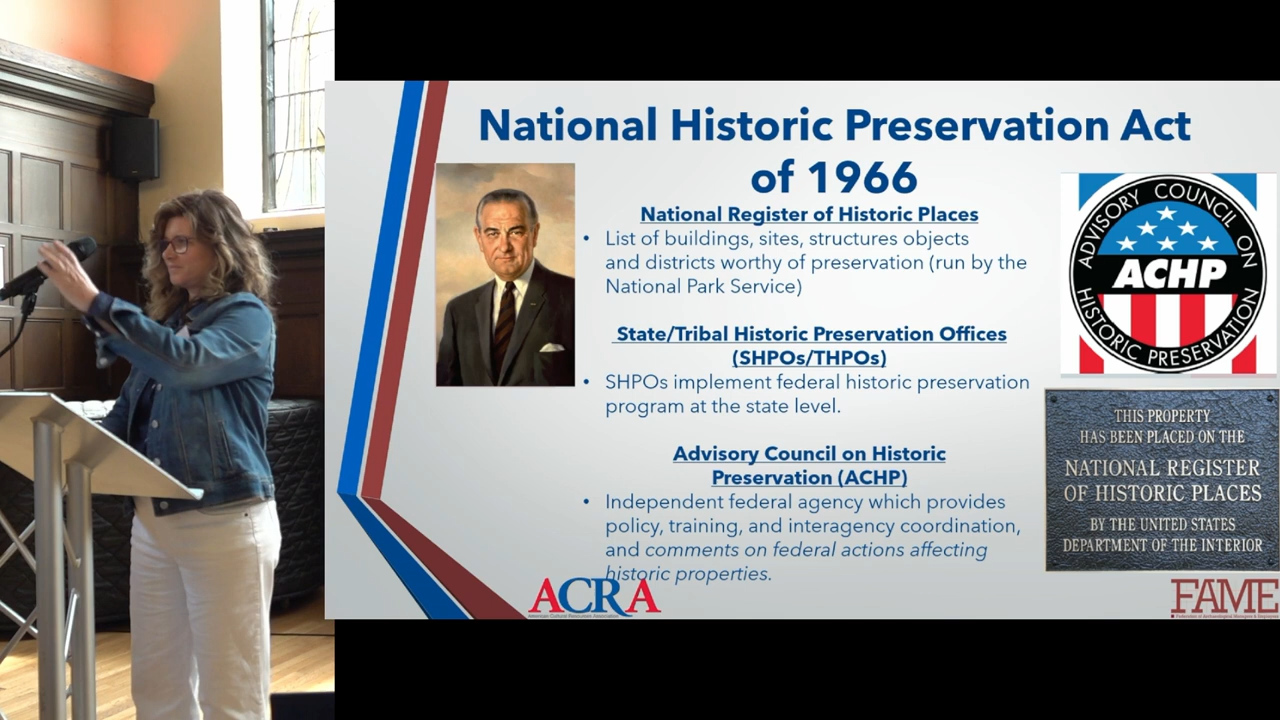 National Historic Preservation Act
of 1966
National Register of Historic Places
• List of buildings, sites, structures objects
and districts worthy of preservation (run by the
National Park Service)
State/Tribal Historic Preservation Offices
(SHPOs/THPOs)
• SHPOs implement federal historic preservation
program at the state level.
Advisory Council on Historic
Preservation (ACHP)
• Independent federal agency which provides
policy, training, and interagency coordination,
and comments on federal actions affecting
historic properties.
ADVISORY COUNCIL ON
ACHP
HISTORIC PRESERVATION
THIS PROPERTY
HAS BEEN PLACED ON THE
NATIONAL REGISTER
OF HISTORIC PLACES
BY THE UNITED STATES
DEPARTMENT OF THE INTERIOR
ACRA
American Cultural Resources Association
FAME